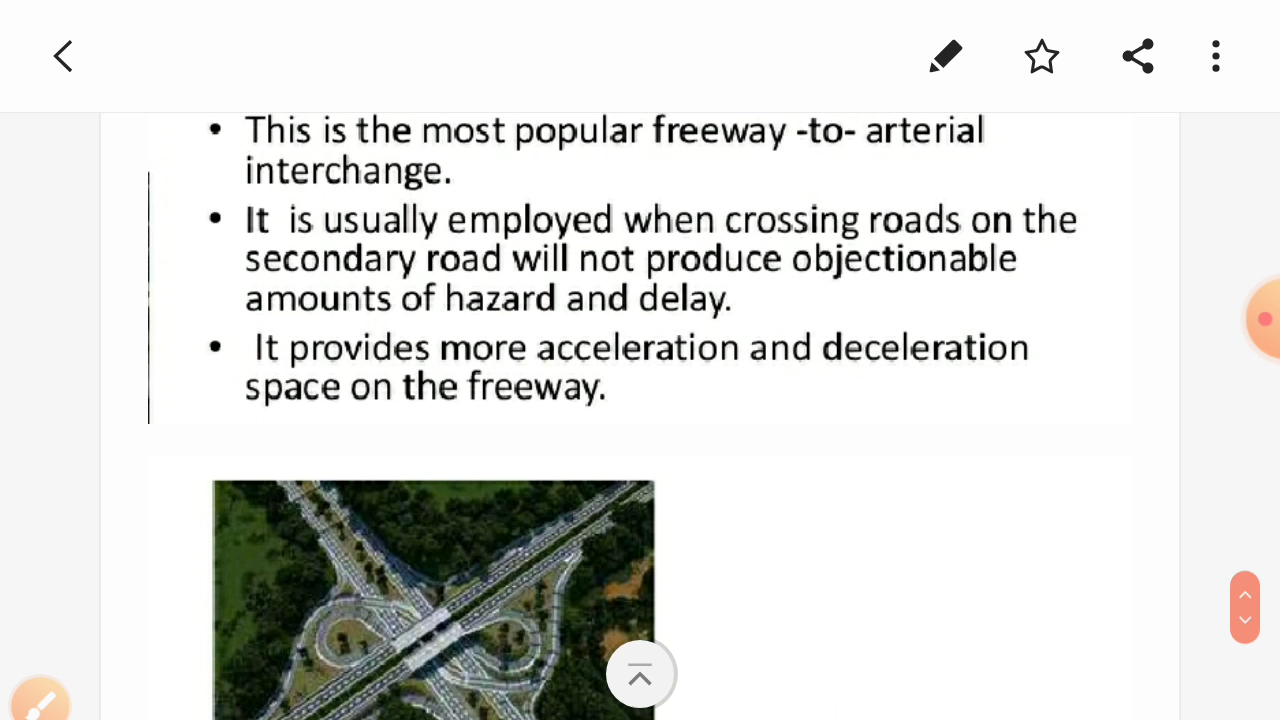 • This is the most popular freeway -to- arterial
interchange.
• It  is usually employed when crossing roads on the
secondary road will not produce objectionable
amounts of hazard and delay.
•  It provides more acceleration and deceleration
space on the freeway.